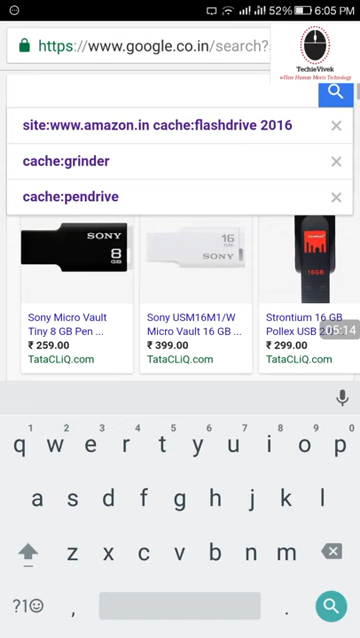 52% 6:05 PM
https://www.google.co.in/search?
TechieVivek
site:www.amazon.in cache:flashdrive 2016
cache:grinder
cache:pendrive
SONY
8
GB
16
SONY
16GB
Sony Micro Vault
Tiny 8 GB Pen ...
₹ 259.00
TataCLiQ.com
Sony USM16M1/W
Micro Vault 16 GB ...
₹ 399.00
TataCLiQ.com
Strontium 16 GB
Pollex USB
₹ 299.00
TataCLiQ.com
05:14
1 2 3 4 5 6 7 8 9 0
q w e r t y u i o p
a s d f g h j k l
z x c v b n m
?1☺ , .